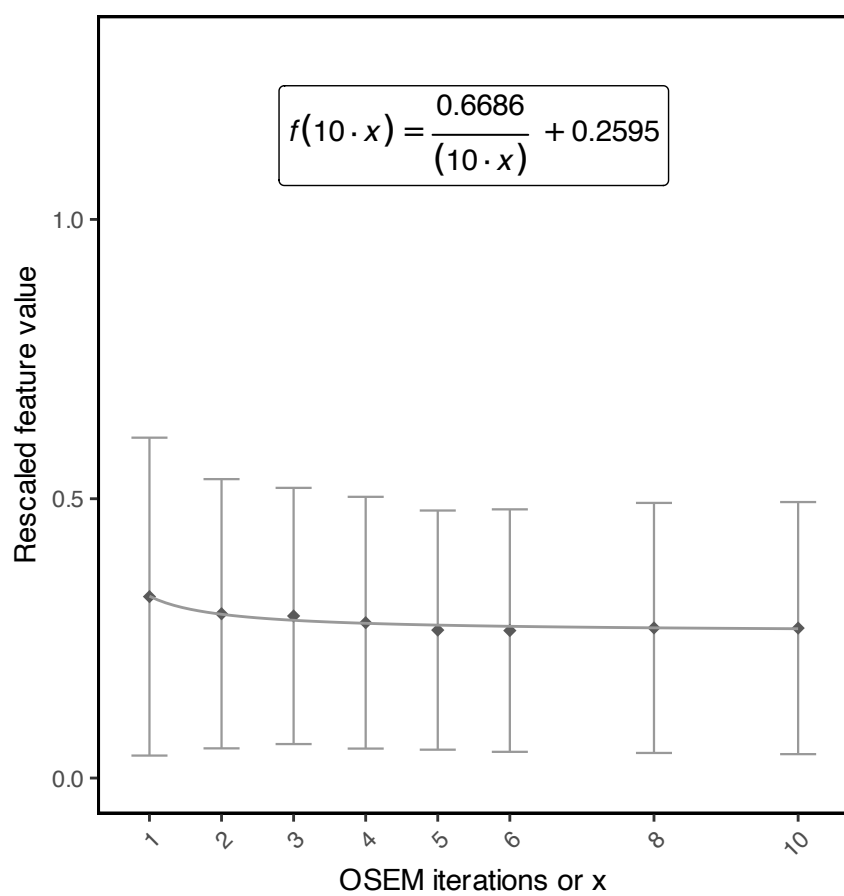 f(10 · x) = 0.6686 / (10 · x) + 0.2595
1.0
0.5
0.0
Rescaled feature value
1 2 3 4 5 6 8 10
OSEM iterations or x